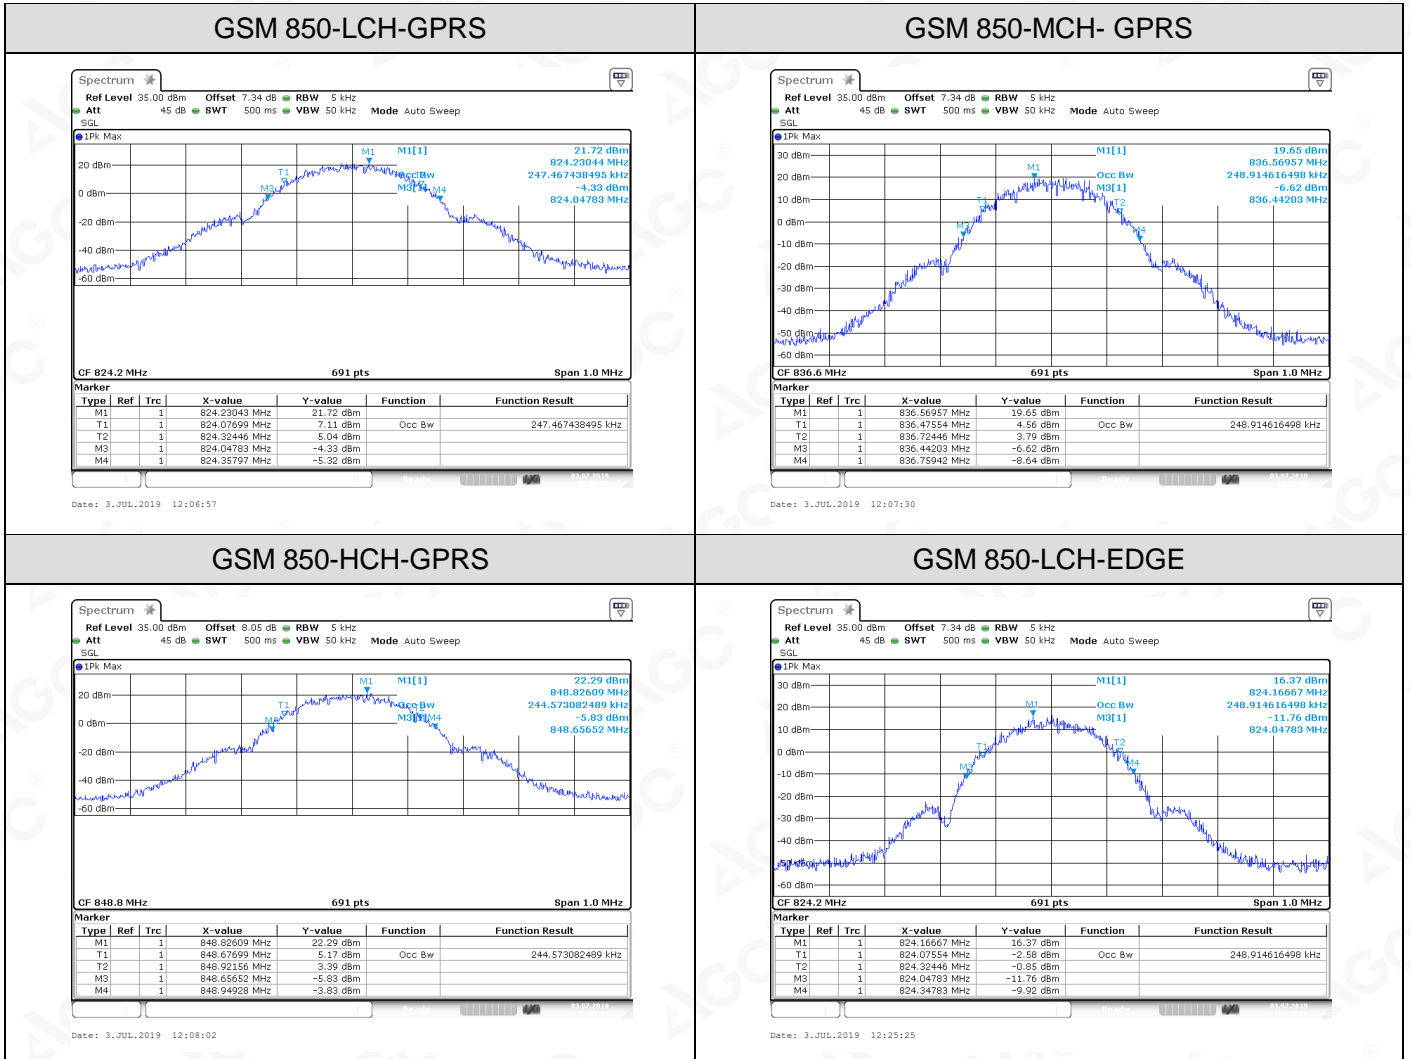 GSM 850-LCH-GPRS
Spectrum
Ref Level 35.00 dBm Offset 7.34 dB RBW 5 kHz
Att 45 dB SWT 500 ms VBW 50 kHz Mode Auto Sweep
SGL
1Pk Max
M1[1] 21.72 dBm
824.23044 MHz
Occ Bw 247.467438495 kHz
M3[1] -4.33 dBm
824.04783 MHz
M1
T1
M3
M4
20 dBm
0 dBm
-20 dBm
-40 dBm
-60 dBm
CF 824.2 MHz 691 pts Span 1.0 MHz
Marker
Type Ref Trc X-value Y-value Function Function Result
M1 1 824.23043 MHz 21.72 dBm
T1 1 824.07699 MHz 7.11 dBm Occ Bw 247.467438495 kHz
T2 1 824.32446 MHz 5.04 dBm
M3 1 824.04783 MHz -4.33 dBm
M4 1 824.35797 MHz -5.32 dBm
Date: 3.JUL.2019 12:06:57
GSM 850-MCH- GPRS
Spectrum
Ref Level 35.00 dBm Offset 7.34 dB RBW 5 kHz
Att 45 dB SWT 500 ms VBW 50 kHz Mode Auto Sweep
SGL
1Pk Max
M1[1] 19.65 dBm
836.56957 MHz
Occ Bw 248.914616498 kHz
M3[1] -6.62 dBm
836.44203 MHz
M1
T1
T2
M3
M4
30 dBm
20 dBm
10 dBm
0 dBm
-10 dBm
-20 dBm
-30 dBm
-40 dBm
-50 dBm
-60 dBm
CF 836.6 MHz 691 pts Span 1.0 MHz
Marker
Type Ref Trc X-value Y-value Function Function Result
M1 1 836.56957 MHz 19.65 dBm
T1 1 836.47554 MHz 4.56 dBm Occ Bw 248.914616498 kHz
T2 1 836.72446 MHz 3.79 dBm
M3 1 836.44203 MHz -6.62 dBm
M4 1 836.75942 MHz -8.64 dBm
Date: 3.JUL.2019 12:07:30
GSM 850-HCH-GPRS
Spectrum
Ref Level 35.00 dBm Offset 8.05 dB RBW 5 kHz
Att 45 dB SWT 500 ms VBW 50 kHz Mode Auto Sweep
SGL
1Pk Max
M1[1] 22.29 dBm
848.82609 MHz
Occ Bw 244.573082489 kHz
M3[1] -5.83 dBm
848.65652 MHz
M1
T1
M3
M4
20 dBm
0 dBm
-20 dBm
-40 dBm
-60 dBm
CF 848.8 MHz 691 pts Span 1.0 MHz
Marker
Type Ref Trc X-value Y-value Function Function Result
M1 1 848.82609 MHz 22.29 dBm
T1 1 848.67699 MHz 5.17 dBm Occ Bw 244.573082489 kHz
T2 1 848.92156 MHz 3.39 dBm
M3 1 848.65652 MHz -5.83 dBm
M4 1 848.94928 MHz -3.83 dBm
Date: 3.JUL.2019 12:08:02
GSM 850-LCH-EDGE
Spectrum
Ref Level 35.00 dBm Offset 7.34 dB RBW 5 kHz
Att 45 dB SWT 500 ms VBW 50 kHz Mode Auto Sweep
SGL
1Pk Max
M1[1] 16.37 dBm
824.16667 MHz
Occ Bw 248.914616498 kHz
M3[1] -11.76 dBm
824.04783 MHz
M1
T1
T2
M3
M4
30 dBm
20 dBm
10 dBm
0 dBm
-10 dBm
-20 dBm
-30 dBm
-40 dBm
-50 dBm
-60 dBm
CF 824.2 MHz 691 pts Span 1.0 MHz
Marker
Type Ref Trc X-value Y-value Function Function Result
M1 1 824.16667 MHz 16.37 dBm
T1 1 824.07554 MHz -2.58 dBm Occ Bw 248.914616498 kHz
T2 1 824.32446 MHz -0.85 dBm
M3 1 824.04783 MHz -11.76 dBm
M4 1 824.34783 MHz -9.92 dBm
Date: 3.JUL.2019 12:25:25